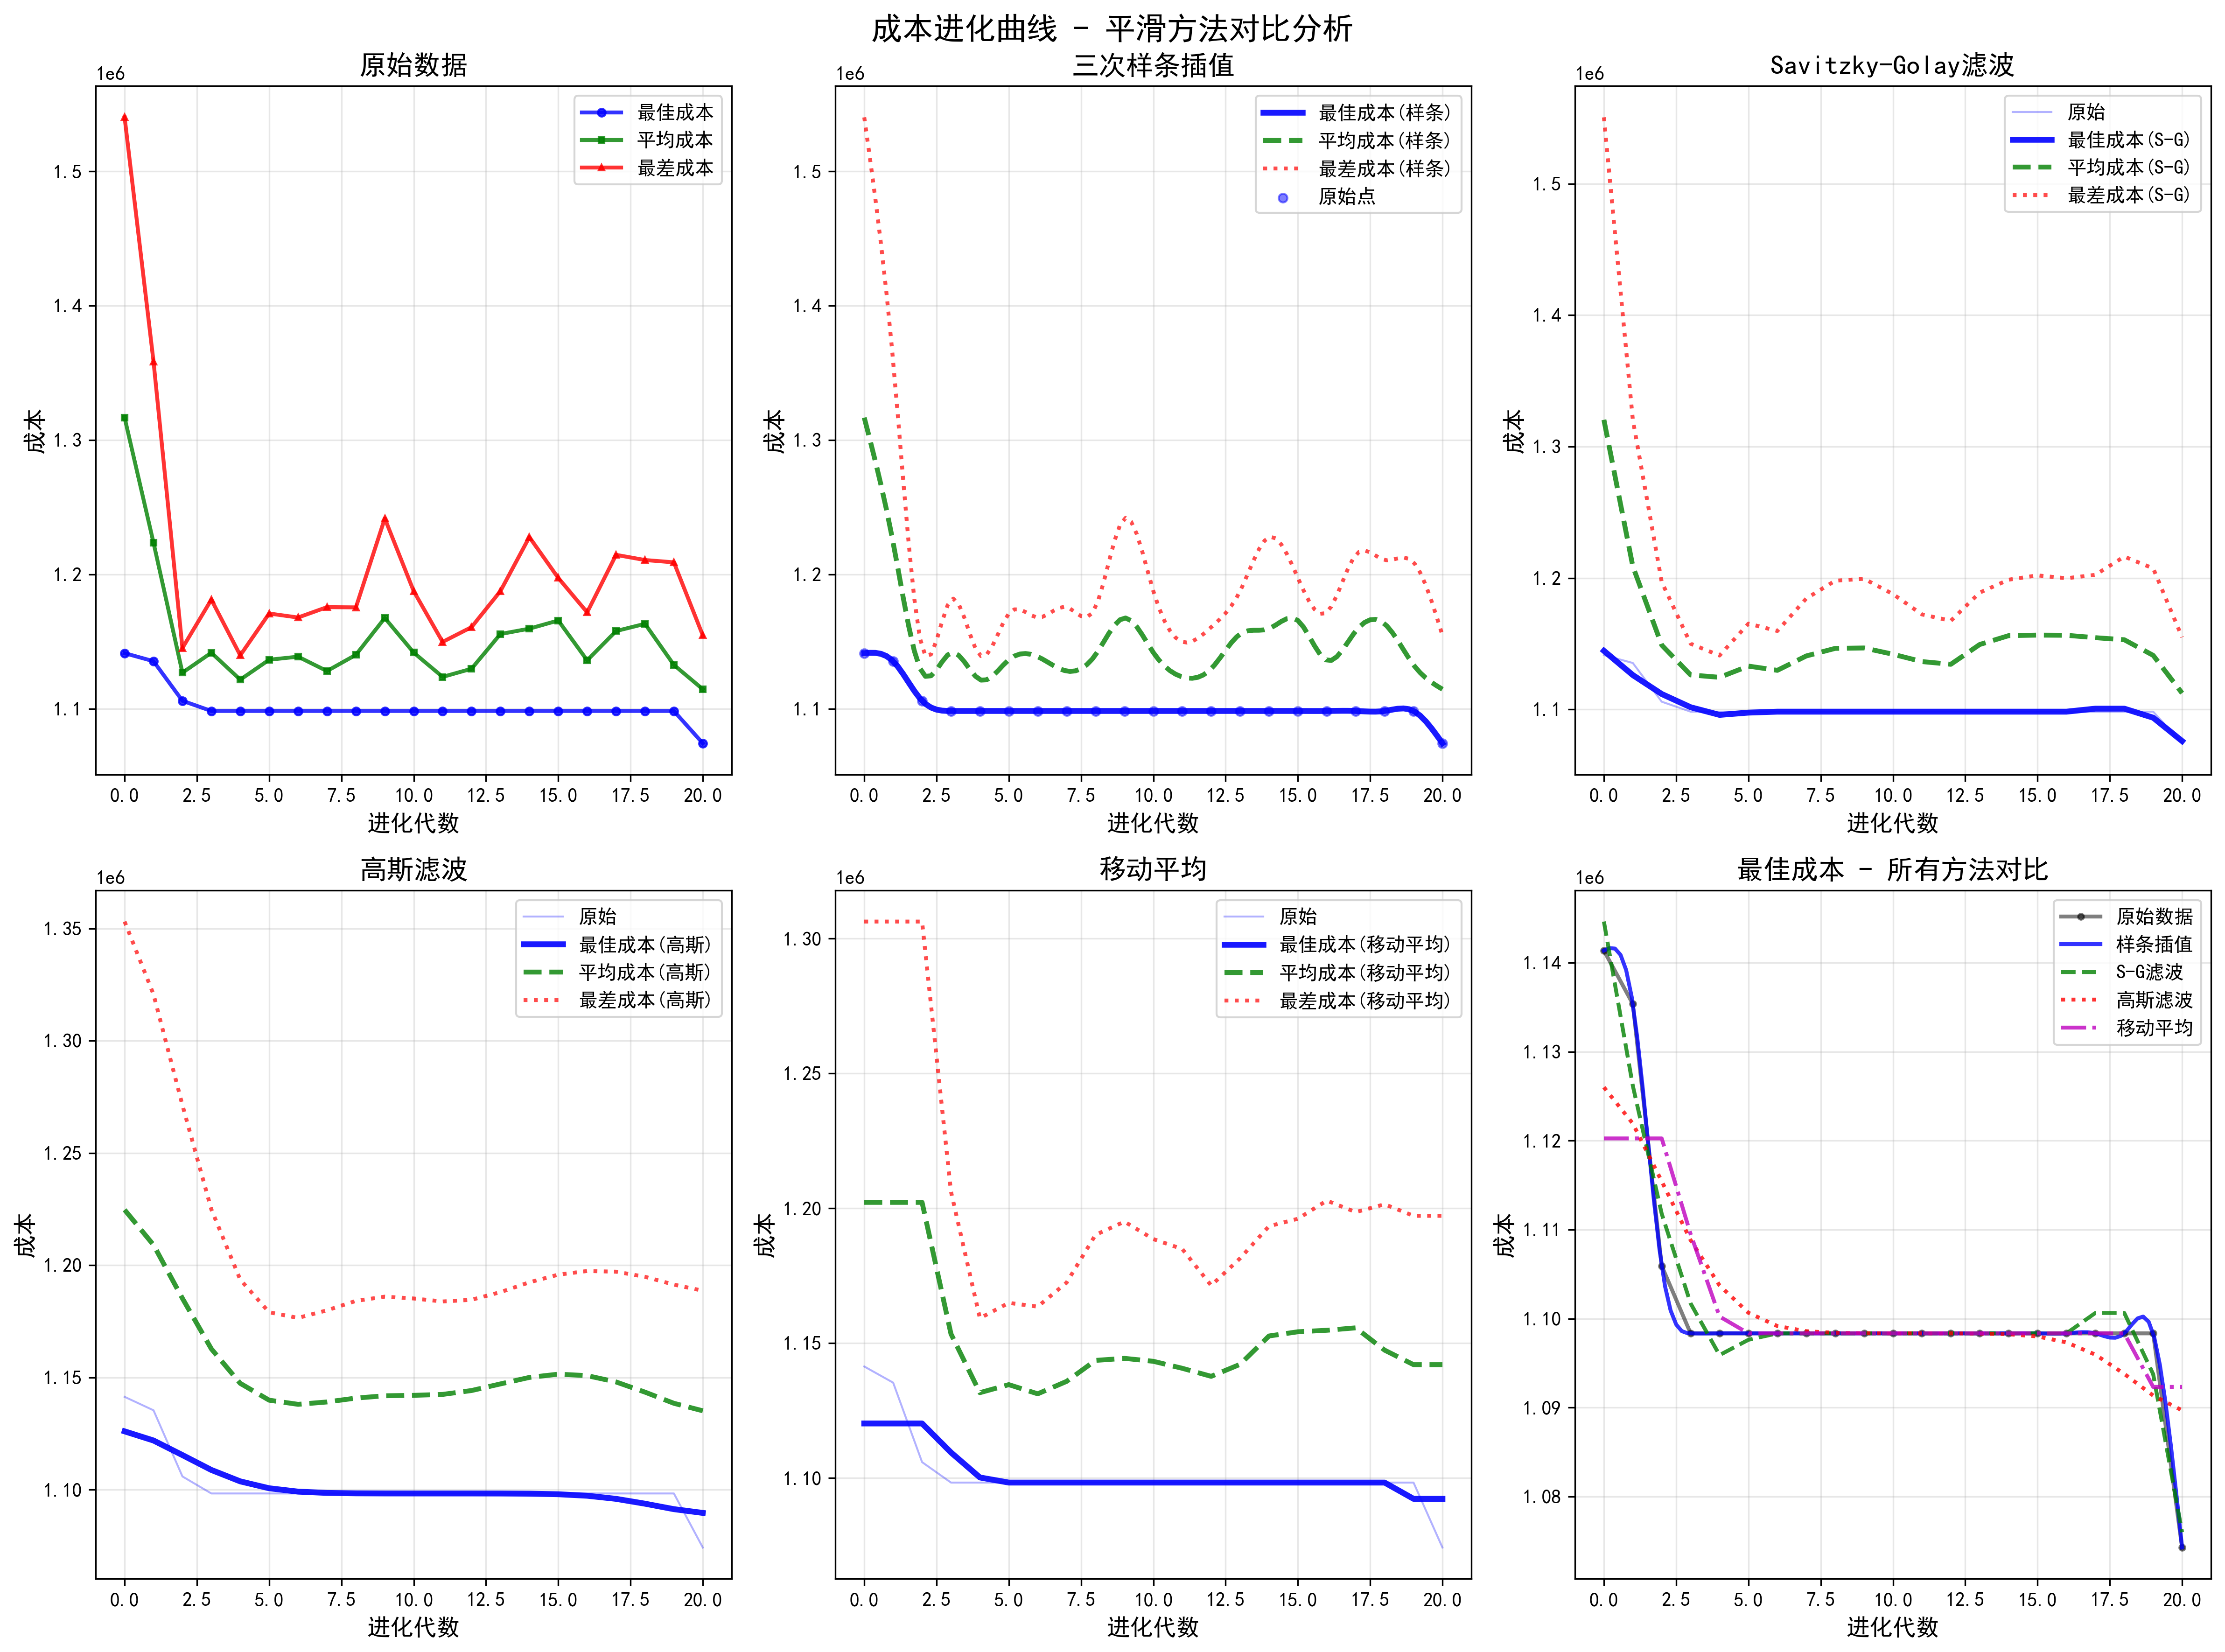 成本进化曲线 - 平滑方法对比分析
原始数据
1e6
最佳成本
平均成本
最差成本
1.5
1.4
1.3
1.2
1.1
成本
0.0 2.5 5.0 7.5 10.0 12.5 15.0 17.5 20.0
进化代数
三次样条插值
1e6
最佳成本(样条)
平均成本(样条)
最差成本(样条)
原始点
1.5
1.4
1.3
1.2
1.1
成本
0.0 2.5 5.0 7.5 10.0 12.5 15.0 17.5 20.0
进化代数
Savitzky-Golay滤波
1e6
原始
最佳成本(S-G)
平均成本(S-G)
最差成本(S-G)
1.5
1.4
1.3
1.2
1.1
成本
0.0 2.5 5.0 7.5 10.0 12.5 15.0 17.5 20.0
进化代数
高斯滤波
1e6
原始
最佳成本(高斯)
平均成本(高斯)
最差成本(高斯)
1.35
1.30
1.25
1.20
1.15
1.10
成本
0.0 2.5 5.0 7.5 10.0 12.5 15.0 17.5 20.0
进化代数
移动平均
1e6
原始
最佳成本(移动平均)
平均成本(移动平均)
最差成本(移动平均)
1.30
1.25
1.20
1.15
1.10
成本
0.0 2.5 5.0 7.5 10.0 12.5 15.0 17.5 20.0
进化代数
最佳成本 - 所有方法对比
1e6
原始数据
样条插值
S-G滤波
高斯滤波
移动平均
1.14
1.13
1.12
1.11
1.10
1.09
1.08
成本
0.0 2.5 5.0 7.5 10.0 12.5 15.0 17.5 20.0
进化代数